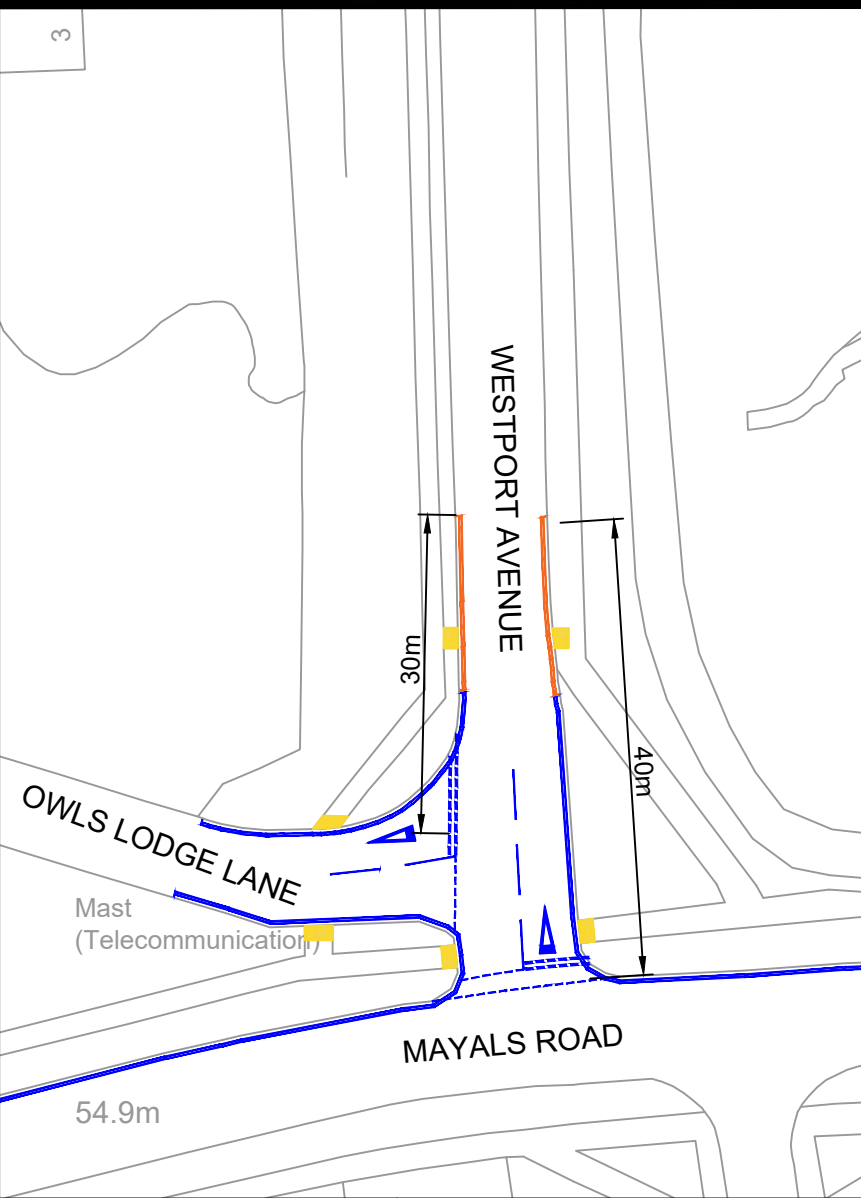 3
WESTPORT AVENUE
30m
40m
OWLS LODGE LANE
Mast
(Telecommunication)
MAYALS ROAD
54.9m